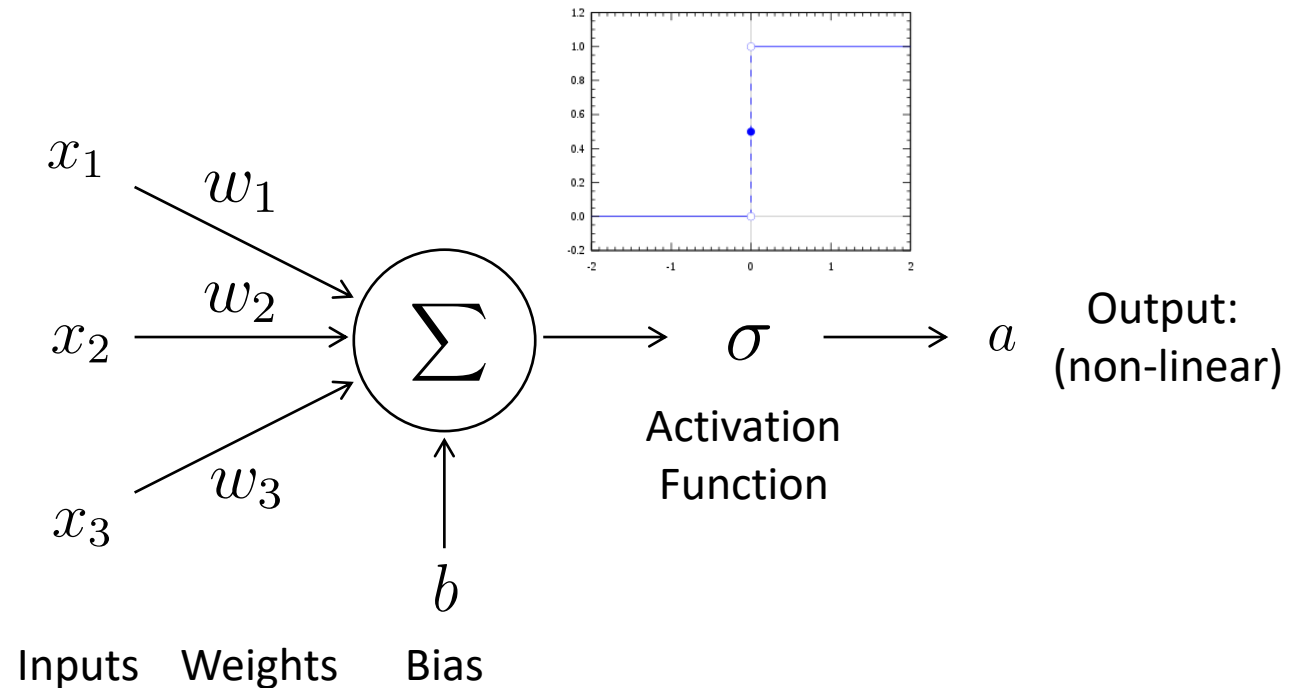 1.2
1.0
0.8
0.6
0.4
0.2
0.0
-0.2
-2 -1 0 1 2
x₁
w₁
x₂
w₂
x₃
w₃
∑
b
σ
Activation
Function
a
Output:
(non-linear)
Inputs Weights Bias